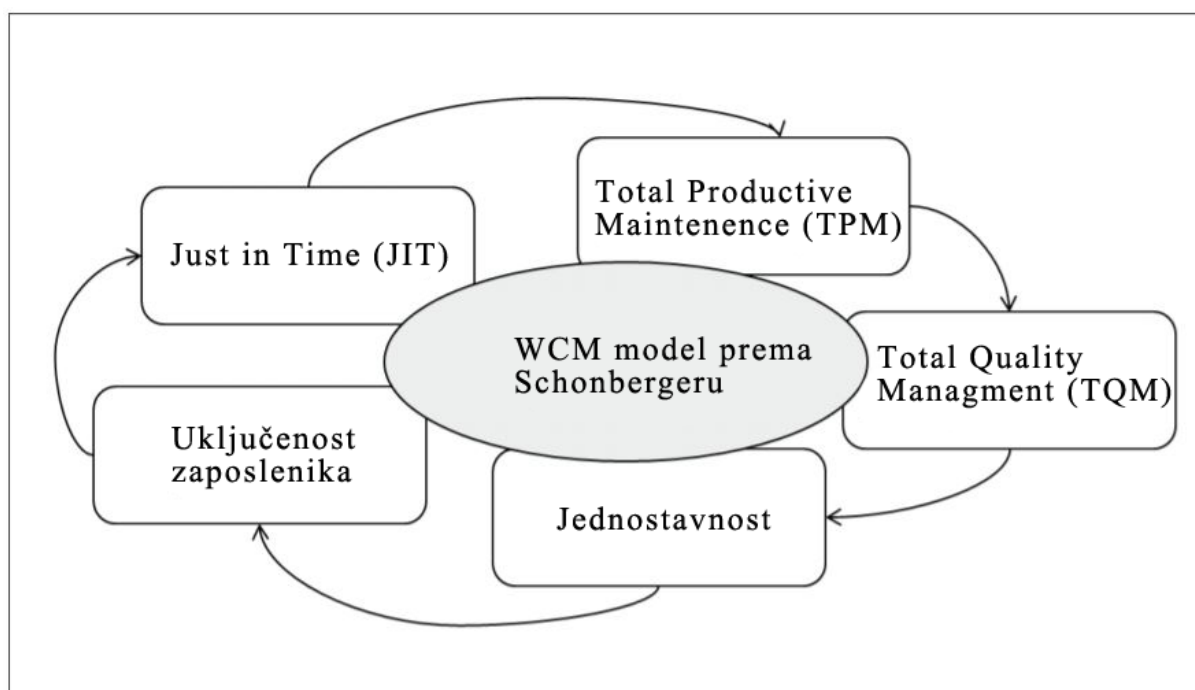 Total Productive
Maintenence (TPM)
Just in Time (JIT)
WCM model prema
Schonbergeru
Total Quality
Managment (TQM)
Uključenost
zaposlenika
Jednostavnost